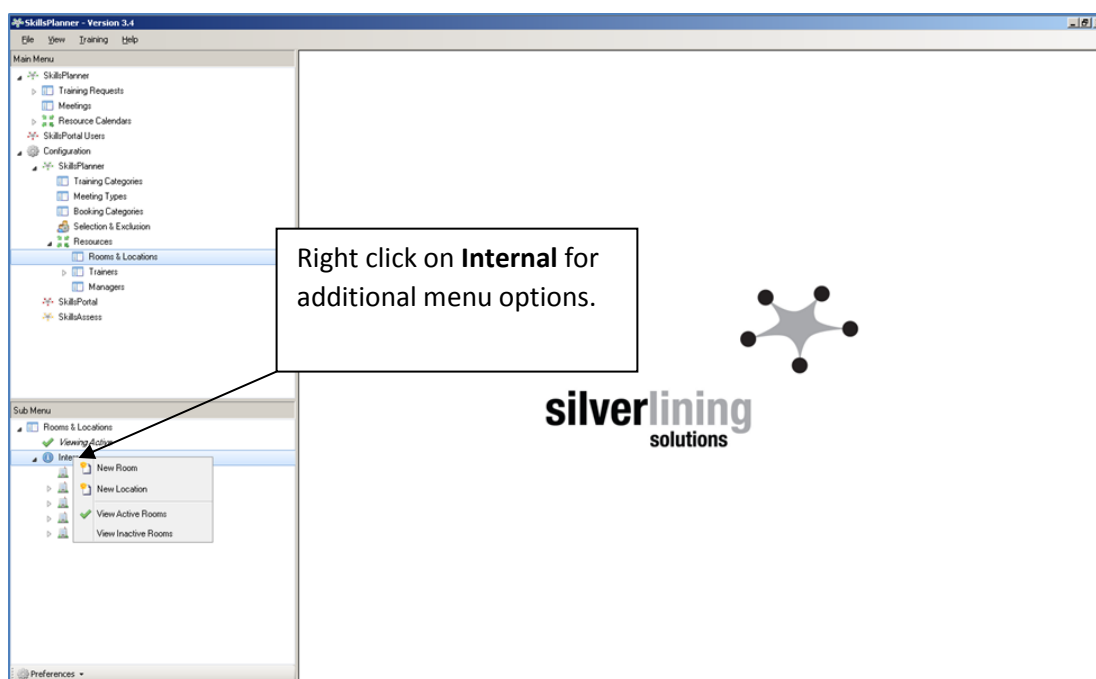 SkillsPlanner - Version 3.4
File View Training Help
Main Menu
SkillsPlanner
Training Requests
Meetings
Resource Calendars
SkillsPortal Users
Configuration
SkillsPlanner
Training Categories
Meeting Types
Booking Categories
Selection & Exclusion
Resources
Rooms & Locations
Trainers
Managers
SkillsPortal
SkillsAssess
Right click on Internal for
additional menu options.
silverlining
solutions
Sub Menu
Rooms & Locations
Viewing Active
New Room
New Location
View Active Rooms
View Inactive Rooms
Preferences